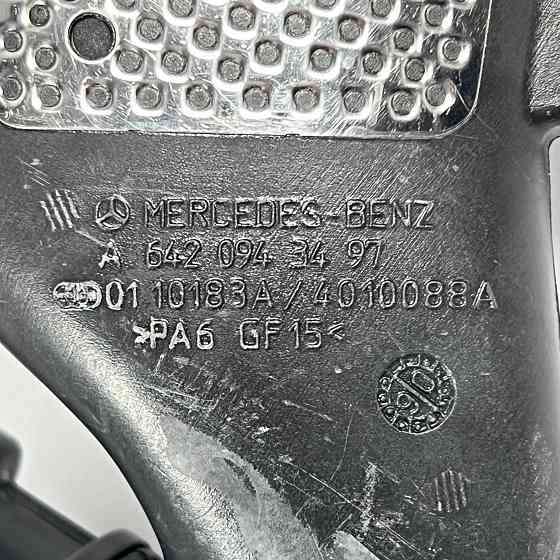 MERCEDES-BENZ
A 642 094 34 97
01 10183A/4010088A
>PA6 GF15<